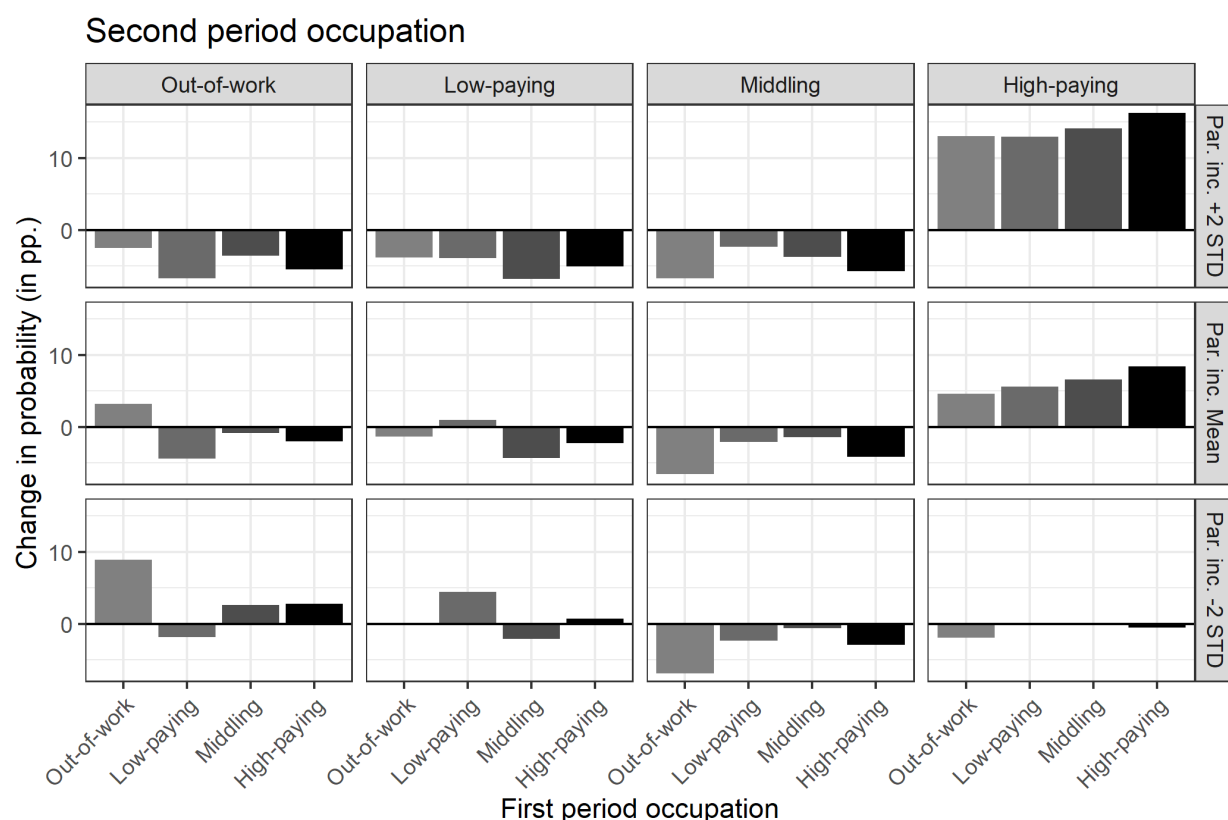 Second period occupation
Out-of-work Low-paying Middling High-paying
Change in probability (in pp.)
10
0
Par. inc. +2 STD
10
0
Par. inc. Mean
10
0
Par. inc. -2 STD
Out-of-work Low-paying Middling High-paying Out-of-work Low-paying Middling High-paying Out-of-work Low-paying Middling High-paying Out-of-work Low-paying Middling High-paying
First period occupation